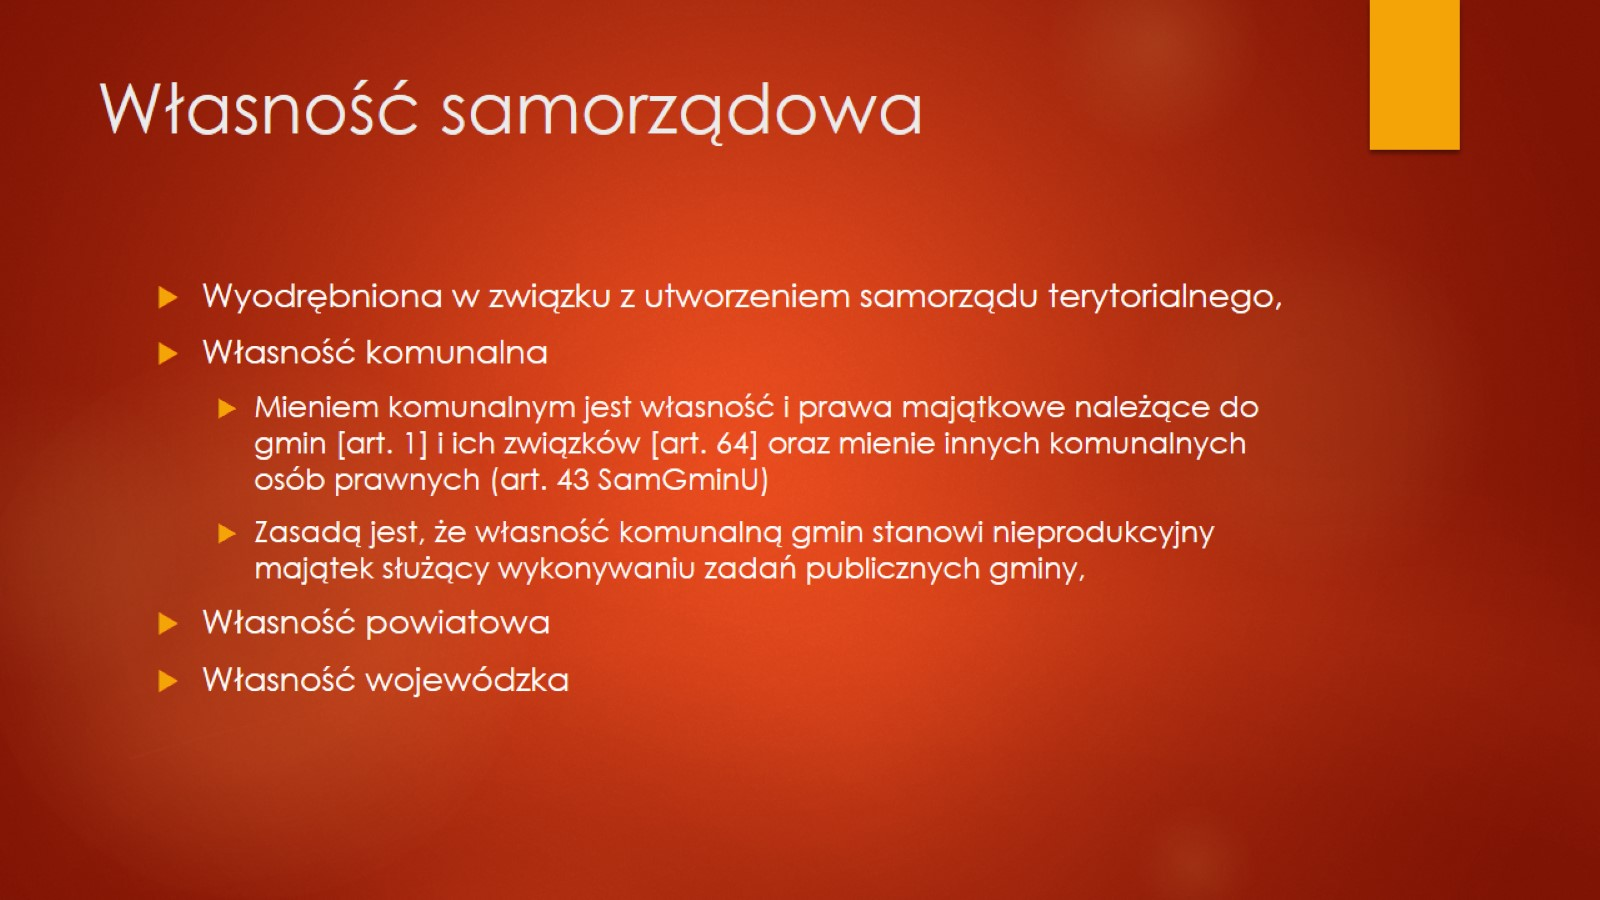 Własność samorządowa
Wyodrębniona w związku z utworzeniem samorządu terytorialnego,
Własność komunalna
Mieniem komunalnym jest własność i prawa majątkowe należące do
gmin [art. 1] i ich związków [art. 64] oraz mienie innych komunalnych
osób prawnych (art. 43 SamGminU)
Zasadą jest, że własność komunalną gmin stanowi nieprodukcyjny
majątek służący wykonywaniu zadań publicznych gminy,
Własność powiatowa
Własność wojewódzka